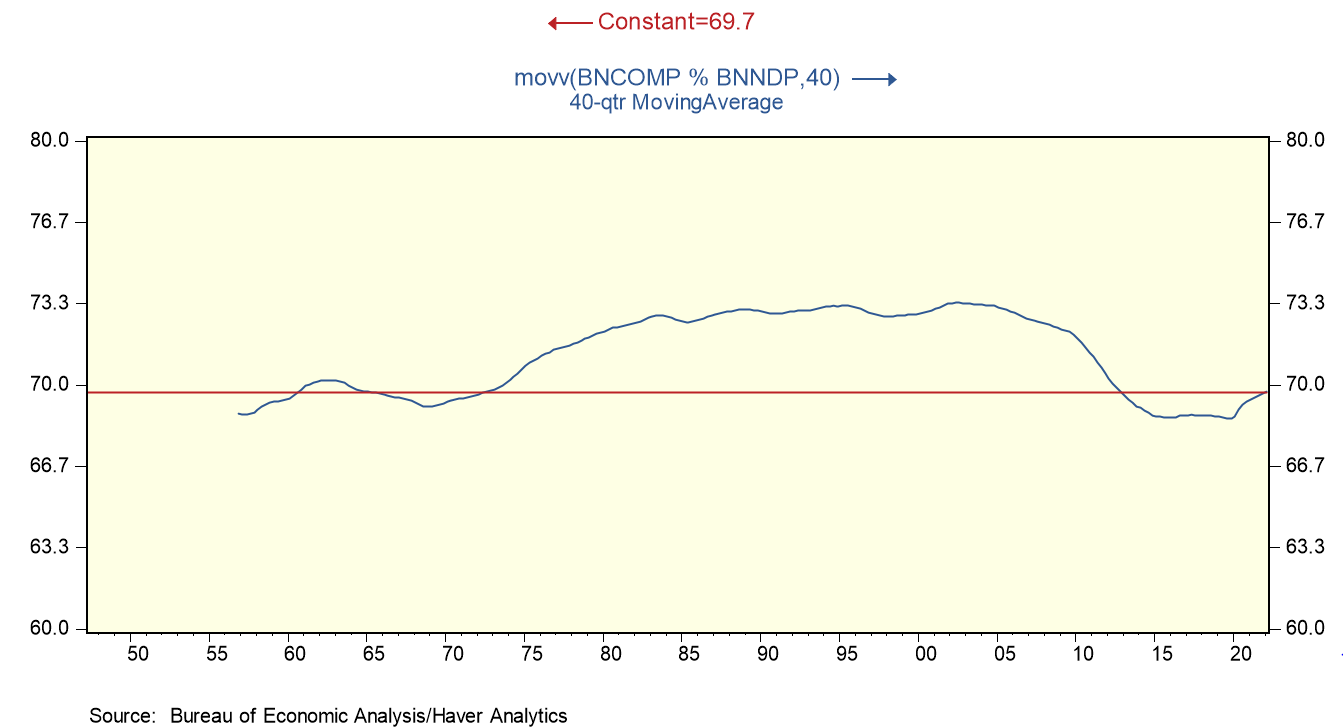 Constant=69.7
movv(BNCOMP % BNNDP,40)
40-qtr MovingAverage
80.0 80.0
76.7 76.7
73.3 73.3
70.0 70.0
66.7 66.7
63.3 63.3
60.0 60.0
50 55 60 65 70 75 80 85 90 95 00 05 10 15 20
Source: Bureau of Economic Analysis/Haver Analytics